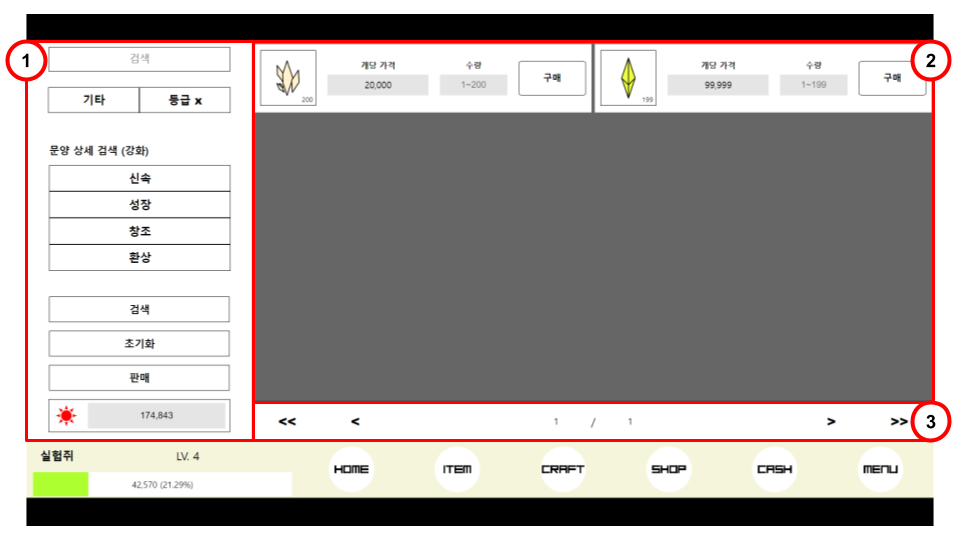 1
검색
기타 등급 x
문양 상세 검색 (강화)
신속
성장
창조
환상
검색
초기화
판매
174,843
2
개당 가격 수량
200 20,000 1~200 구매
개당 가격 수량
199 99,999 1~199 구매
3
<< < 1 / 1 > >>
실험쥐 LV. 4
42,570 (21.29%)
HOME ITEM CRAFT SHOP CASH MENU